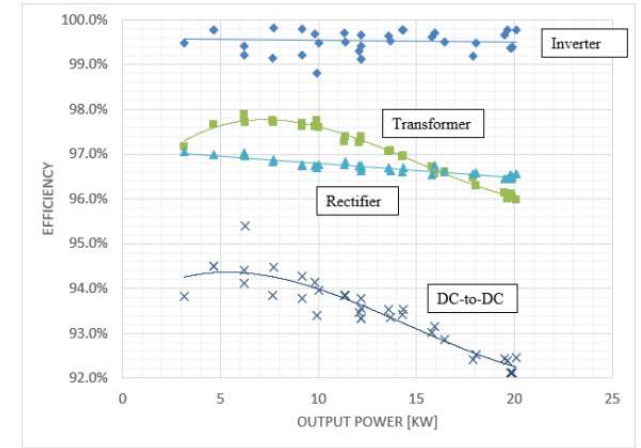 100.0%
Inverter
99.0%
98.0%
Transformer
97.0%
Rectifier
96.0%
EFFICIENCY
95.0%
94.0%
DC-to-DC
93.0%
92.0%
0 5 10 15 20 25
OUTPUT POWER [KW]